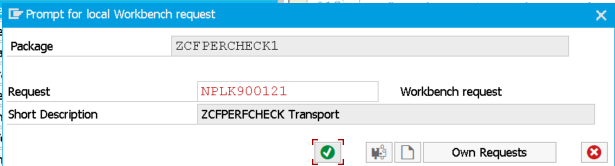 Prompt for local Workbench request
Package ZCFPERCHECK1
Request NPLK900121 Workbench request
Short Description ZCFPERFCHECK Transport
Own Requests